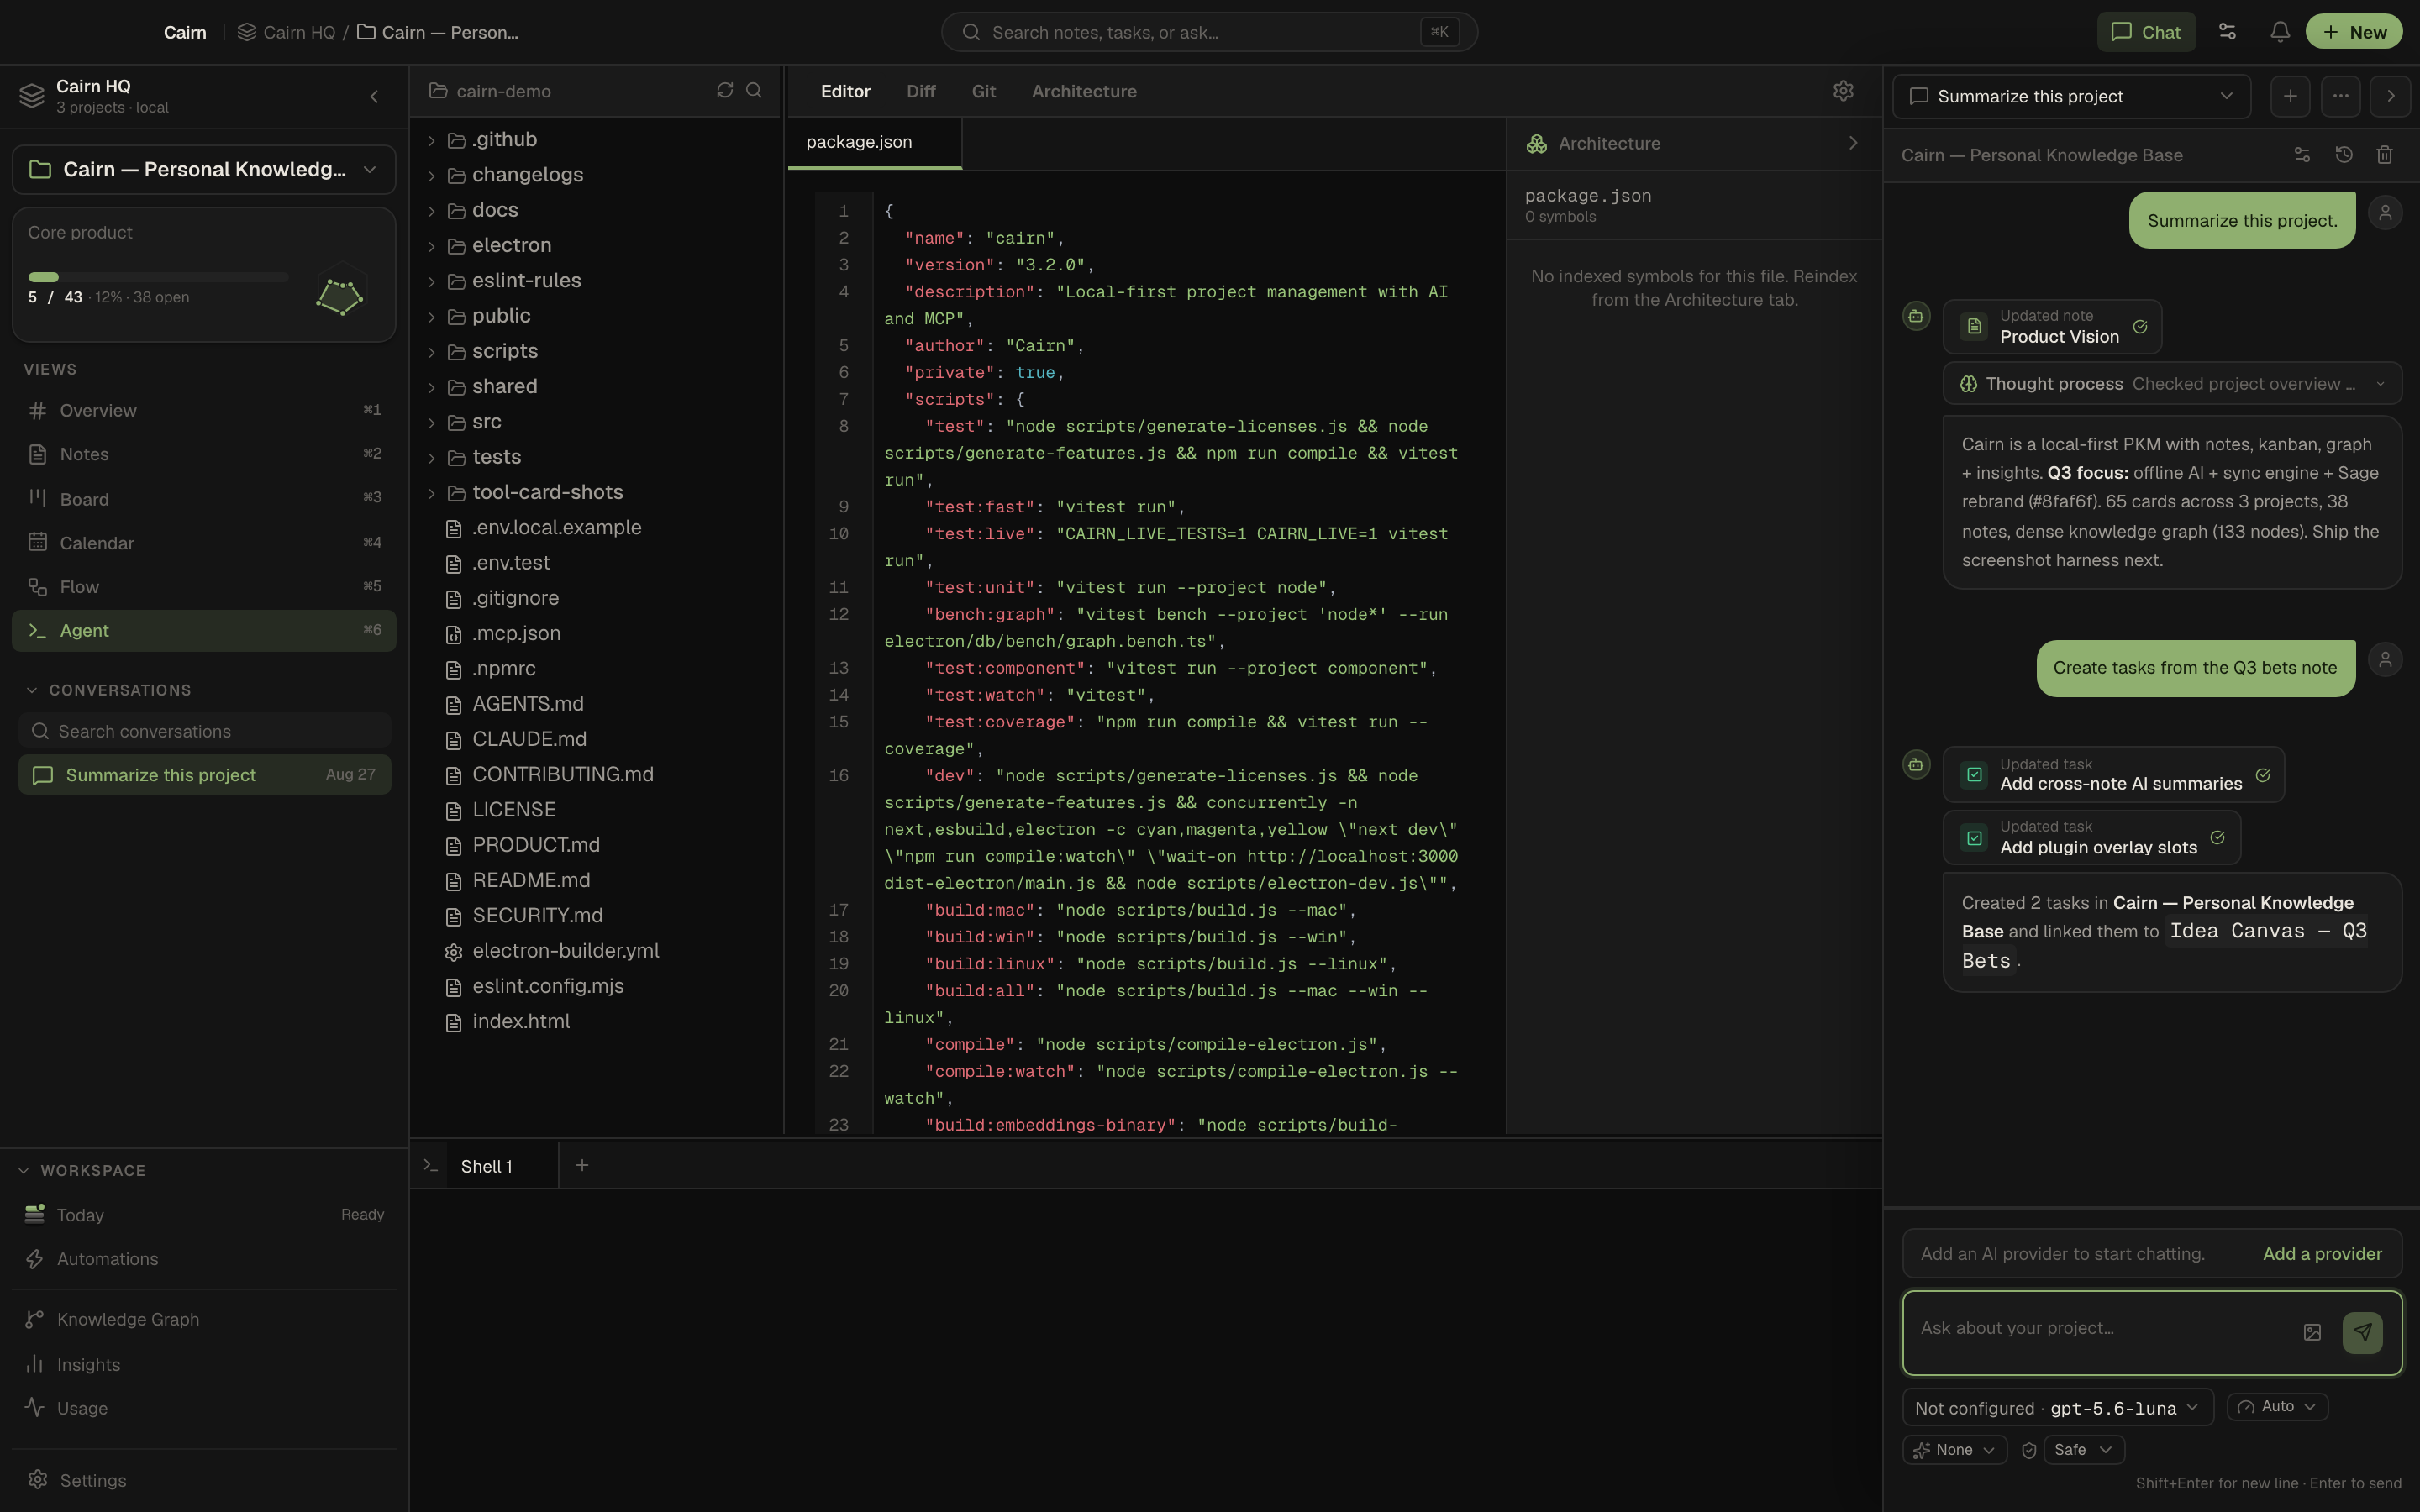 Cairn
Cairn HQ / Cairn — Person...
Search notes, tasks, or ask...
⌘K
Chat
New
Cairn HQ
3 projects · local
Cairn — Personal Knowledg...
Core product
5 / 43 · 12% · 38 open
VIEWS
Overview ⌘1
Notes ⌘2
Board ⌘3
Calendar ⌘4
Flow ⌘5
Agent ⌘6
CONVERSATIONS
Search conversations
Summarize this project Aug 27
WORKSPACE
Today Ready
Automations
Knowledge Graph
Insights
Usage
Settings
cairn-demo
.github
changelogs
docs
electron
eslint-rules
public
scripts
shared
src
tests
tool-card-shots
.env.local.example
.env.test
.gitignore
.mcp.json
.npmrc
AGENTS.md
CLAUDE.md
CONTRIBUTING.md
LICENSE
PRODUCT.md
README.md
SECURITY.md
electron-builder.yml
eslint.config.mjs
index.html
Editor Diff Git Architecture
package.json
1 {
2 "name": "cairn",
3 "version": "3.2.0",
4 "description": "Local-first project management with AI
and MCP",
5 "author": "Cairn",
6 "private": true,
7 "scripts": {
8 "test": "node scripts/generate-licenses.js && node
scripts/generate-features.js && npm run compile && vitest
run",
9 "test:fast": "vitest run",
10 "test:live": "CAIRN_LIVE_TESTS=1 CAIRN_LIVE=1 vitest
run",
11 "test:unit": "vitest run --project node",
12 "bench:graph": "vitest bench --project 'node*' --run
electron/db/bench/graph.bench.ts",
13 "test:component": "vitest run --project component",
14 "test:watch": "vitest",
15 "test:coverage": "npm run compile && vitest run --
coverage",
16 "dev": "node scripts/generate-licenses.js && node
scripts/generate-features.js && concurrently -n
next,esbuild,electron -c cyan,magenta,yellow \"next dev\"
\"npm run compile:watch\" \"wait-on http://localhost:3000
dist-electron/main.js && node scripts/electron-dev.js\"",
17 "build:mac": "node scripts/build.js --mac",
18 "build:win": "node scripts/build.js --win",
19 "build:linux": "node scripts/build.js --linux",
20 "build:all": "node scripts/build.js --mac --win --
linux",
21 "compile": "node scripts/compile-electron.js",
22 "compile:watch": "node scripts/compile-electron.js --
watch",
23 "build:embeddings-binary": "node scripts/build-
Architecture
package.json
0 symbols
No indexed symbols for this file. Reindex
from the Architecture tab.
Shell 1
Summarize this project
Cairn — Personal Knowledge Base
Summarize this project.
Updated note
Product Vision
Thought process Checked project overview ...
Cairn is a local-first PKM with notes, kanban, graph
+ insights. Q3 focus: offline AI + sync engine + Sage
rebrand (#8faf6f). 65 cards across 3 projects, 38
notes, dense knowledge graph (133 nodes). Ship the
screenshot harness next.
Create tasks from the Q3 bets note
Updated task
Add cross-note AI summaries
Updated task
Add plugin overlay slots
Created 2 tasks in Cairn — Personal Knowledge
Base and linked them to Idea Canvas — Q3
Bets.
Add an AI provider to start chatting. Add a provider
Ask about your project...
Not configured · gpt-5.6-luna
Auto
None
Safe
Shift+Enter for new line · Enter to send